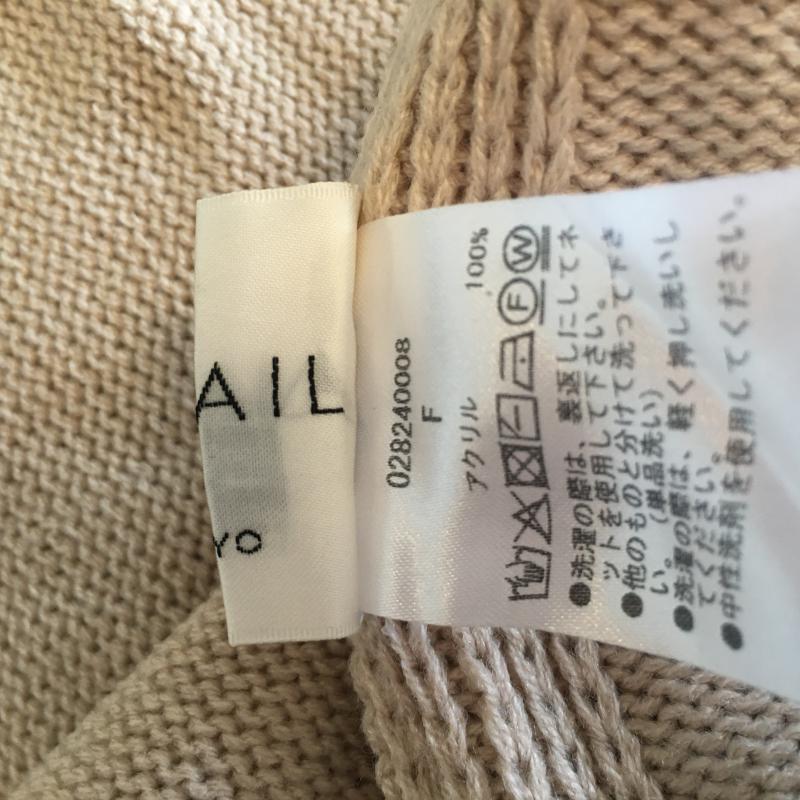 AIL
YO
028240008
F
アクリル 100%
F W
●洗濯の際は、裏返しにしてネ
ットを使用して下さい。
●他のものと分けて洗って下さ
い。(単品洗い)
●洗濯の際は、軽く押し洗いし
てください。
●中性洗剤を使用してください。